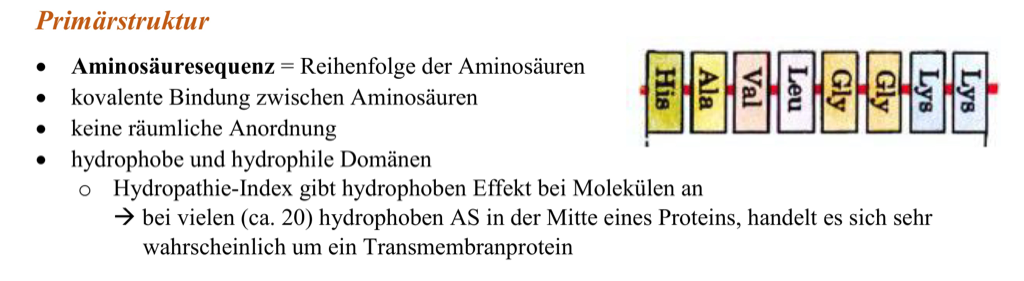 Primärstruktur
• Aminosäuresequenz = Reihenfolge der Aminosäuren
• kovalente Bindung zwischen Aminosäuren
• keine räumliche Anordnung
• hydrophobe und hydrophile Domänen
o Hydropathie-Index gibt hydrophoben Effekt bei Molekülen an
→ bei vielen (ca. 20) hydrophoben AS in der Mitte eines Proteins, handelt es sich sehr
wahrscheinlich um ein Transmembranprotein
His Ala Val Leu Gly Gly Lys Lys